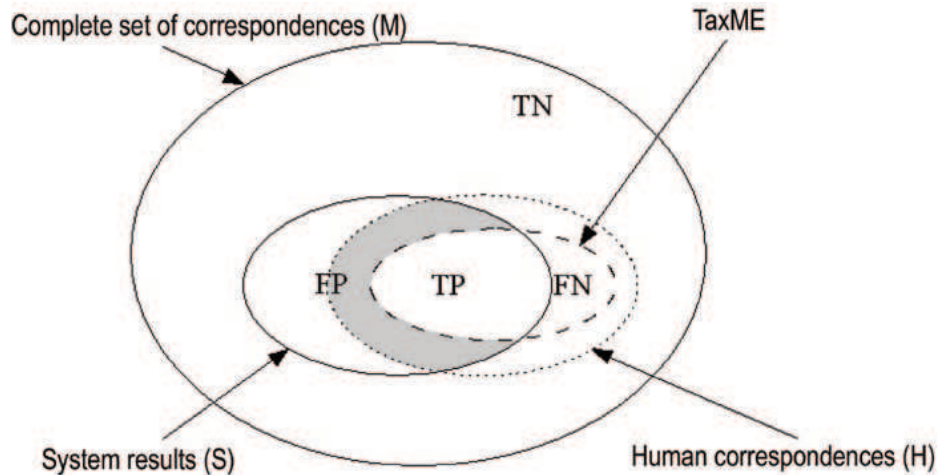 Complete set of correspondences (M)
TaxME
TN
FP
TP
FN
System results (S)
Human correspondences (H)